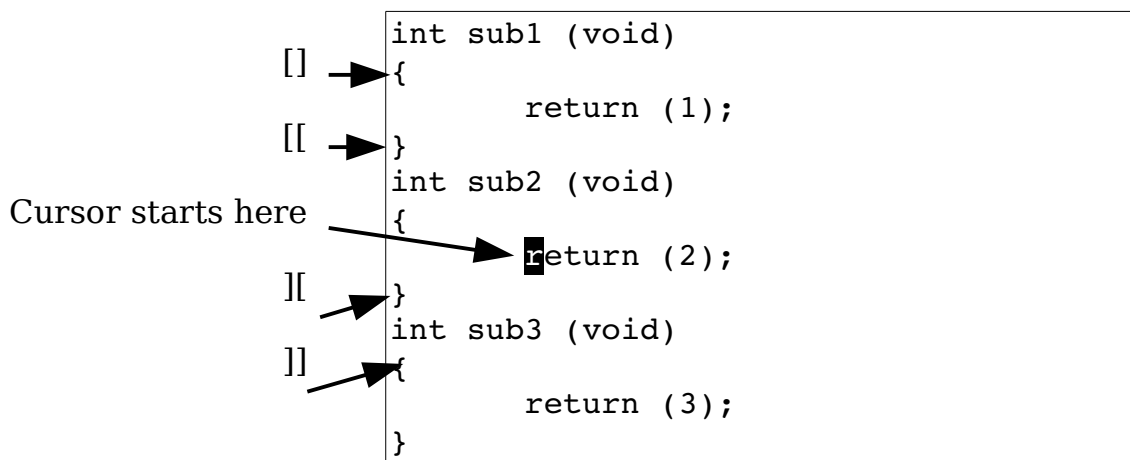 int sub1 (void)
[] {
return (1);
[[ }
int sub2 (void)
Cursor starts here {
return (2);
][ }
int sub3 (void)
]] {
return (3);
}